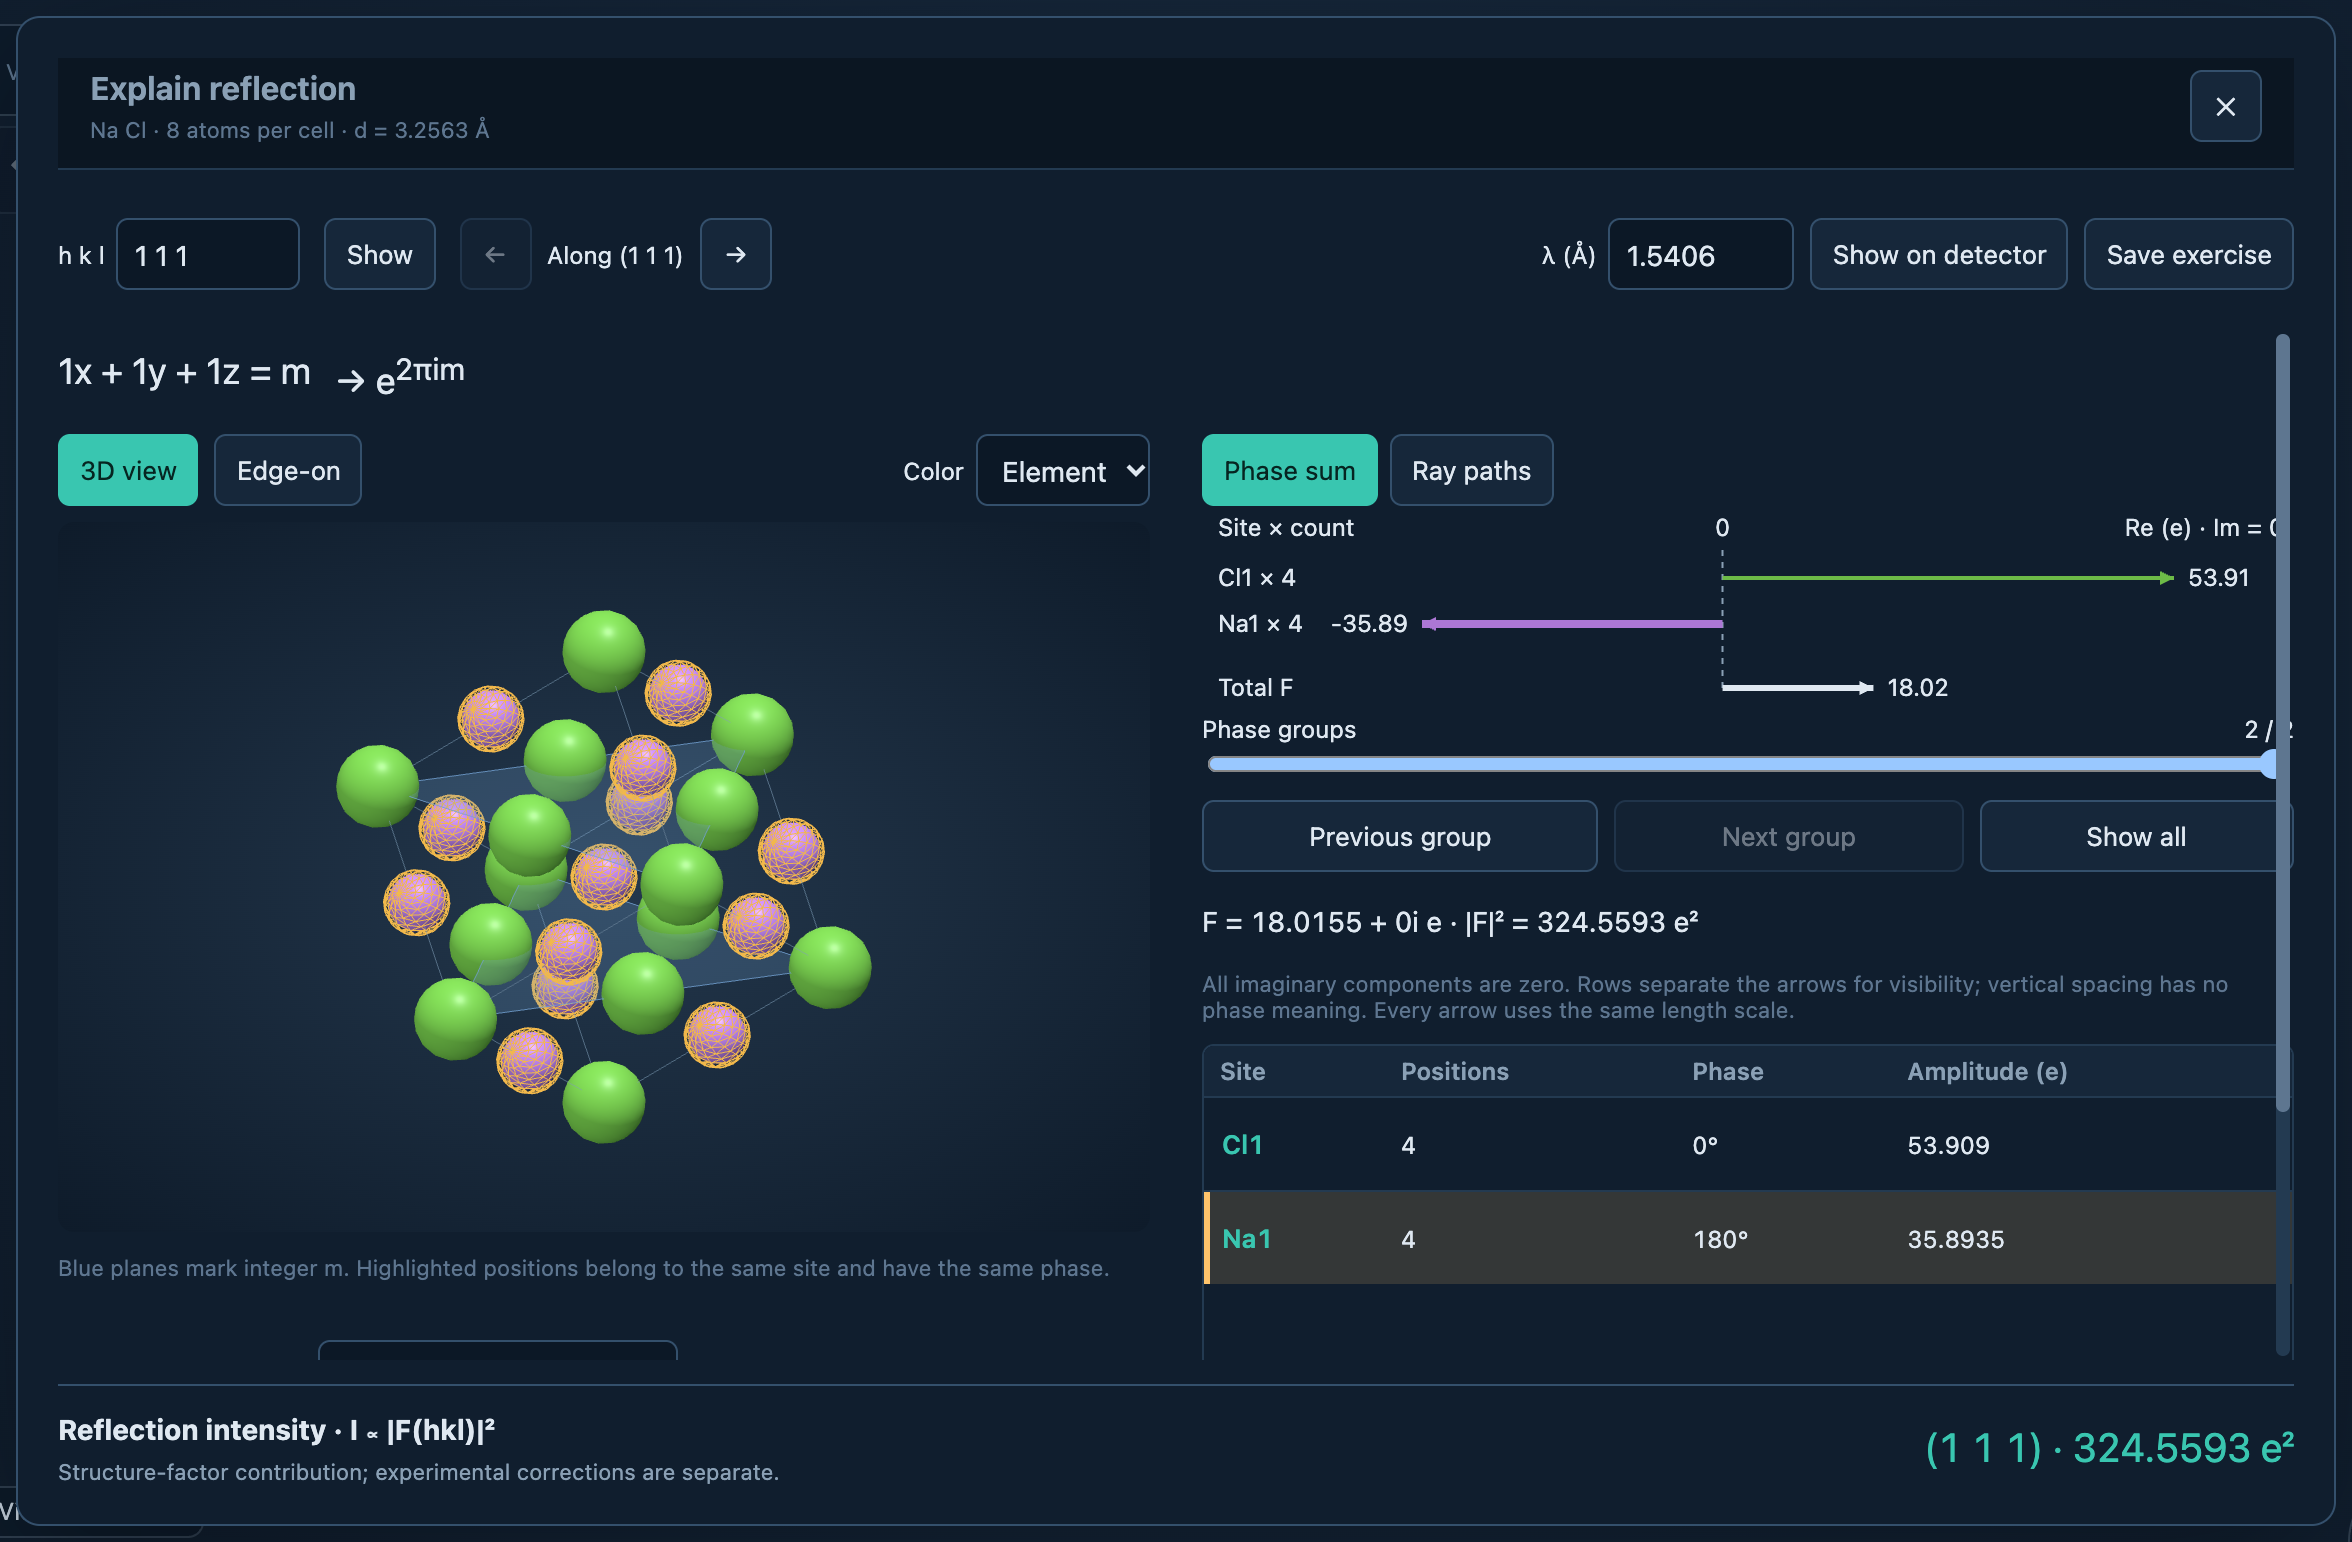 Explain reflection
Na Cl · 8 atoms per cell · d = 3.2563 Å
×
h k l 1 1 1 Show ← Along (1 1 1) → λ (Å) 1.5406 Show on detector Save exercise
1x + 1y + 1z = m → e^2πim
3D view Edge-on Color Element
Blue planes mark integer m. Highlighted positions belong to the same site and have the same phase.
Phase sum Ray paths
Site × count 0 Re (e) · Im = 0
Cl1 × 4 53.91
Na1 × 4 -35.89
Total F 18.02
Phase groups 2 / 2
Previous group Next group Show all
F = 18.0155 + 0i e · |F|² = 324.5593 e²
All imaginary components are zero. Rows separate the arrows for visibility; vertical spacing has no
phase meaning. Every arrow uses the same length scale.
Site Positions Phase Amplitude (e)
Cl1 4 0° 53.909
Na1 4 180° 35.8935
Reflection intensity · I ∝ |F(hkl)|²
Structure-factor contribution; experimental corrections are separate.
(1 1 1) · 324.5593 e²